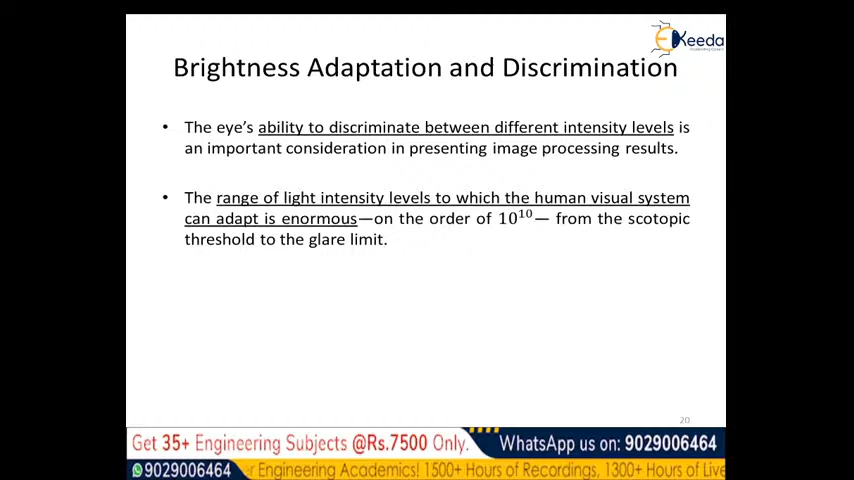 EKeeda
Brightness Adaptation and Discrimination
• The eye's ability to discriminate between different intensity levels is
an important consideration in presenting image processing results.
• The range of light intensity levels to which the human visual system
can adapt is enormous—on the order of 10¹⁰— from the scotopic
threshold to the glare limit.
20
Get 35+ Engineering Subjects @Rs.7500 Only.
WhatsApp us on: 9029006464
9029006464
er Engineering Academics! 1500+ Hours of Recordings, 1300+ Hours of Live